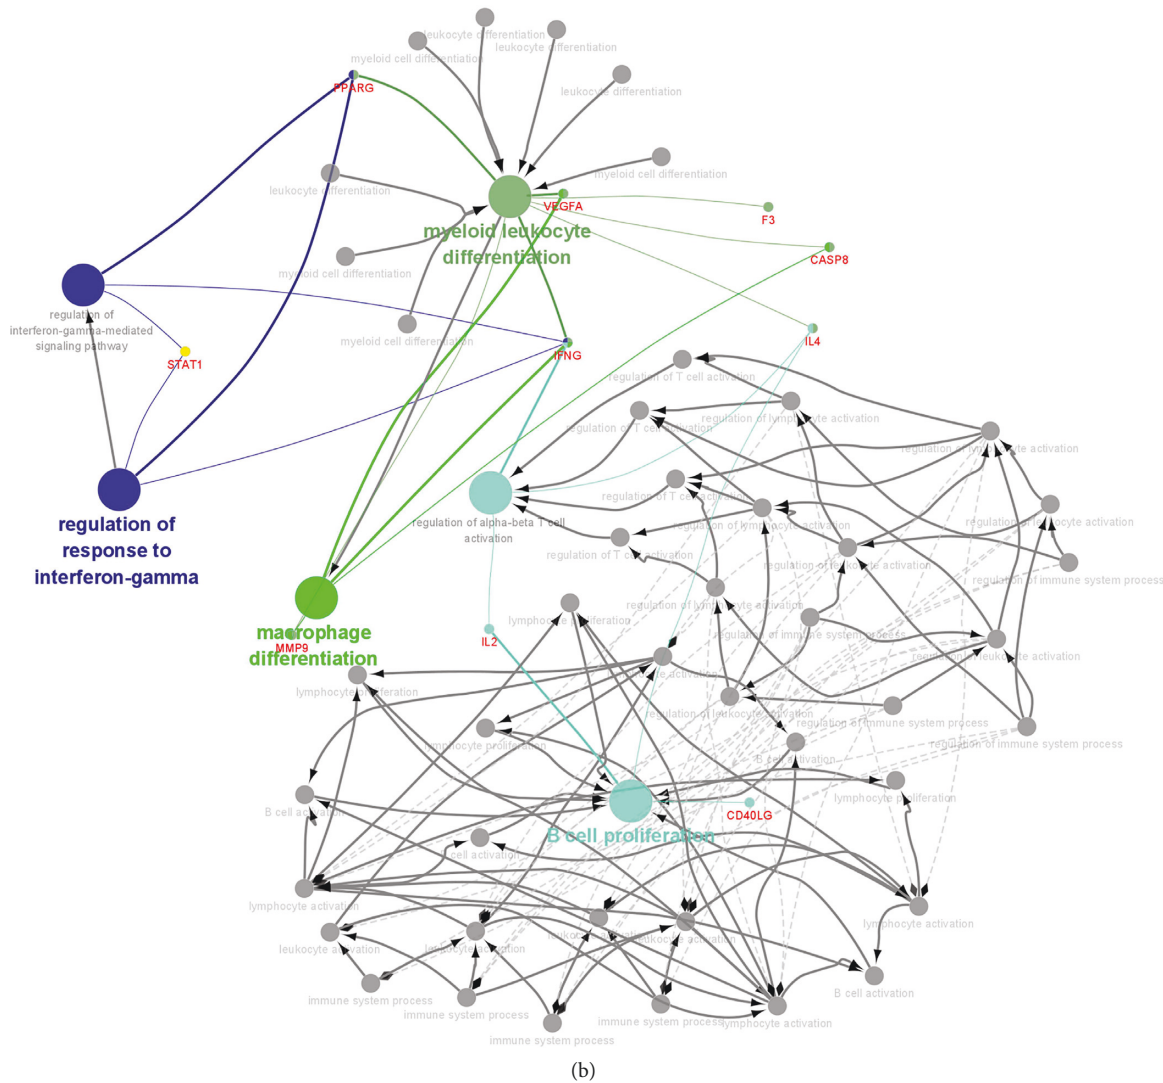 leukocyte differentiation
leukocyte differentiation
myeloid cell differentiation
PPARG
leukocyte differentiation
myeloid cell differentiation
leukocyte differentiation
VEGFA
F3
myeloid leukocyte
differentiation
CASP8
myeloid cell differentiation
regulation of
interferon-gamma-mediated
signaling pathway
myeloid cell differentiation
IL4
IFNG
STAT1
regulation of T cell activation
regulation of lymphocyte activation
regulation of T cell activation
regulation of lymphocyte activation
regulation of T cell activation
regulation of alpha-beta T cell
activation
regulation of lymphocyte activation
regulation of leukocyte activation
regulation of
response to
interferon-gamma
regulation of T cell activation
regulation of leukocyte activation
regulation of immune system process
regulation of lymphocyte activation
lymphocyte proliferation
macrophage
differentiation
MMP9
IL2
regulation of immune system process
regulation of leukocyte activation
lymphocyte activation
lymphocyte proliferation
regulation of leukocyte activation
regulation of immune system process
regulation of immune system process
lymphocyte proliferation
B cell activation
lymphocyte proliferation
B cell activation
CD40LG
B cell proliferation
cell activation
lymphocyte activation
lymphocyte activation
leukocyte activation
leukocyte activation
leukocyte activation
leukocyte activation
B cell activation
immune system process
immune system process
immune system process
lymphocyte activation
immune system process
(b)